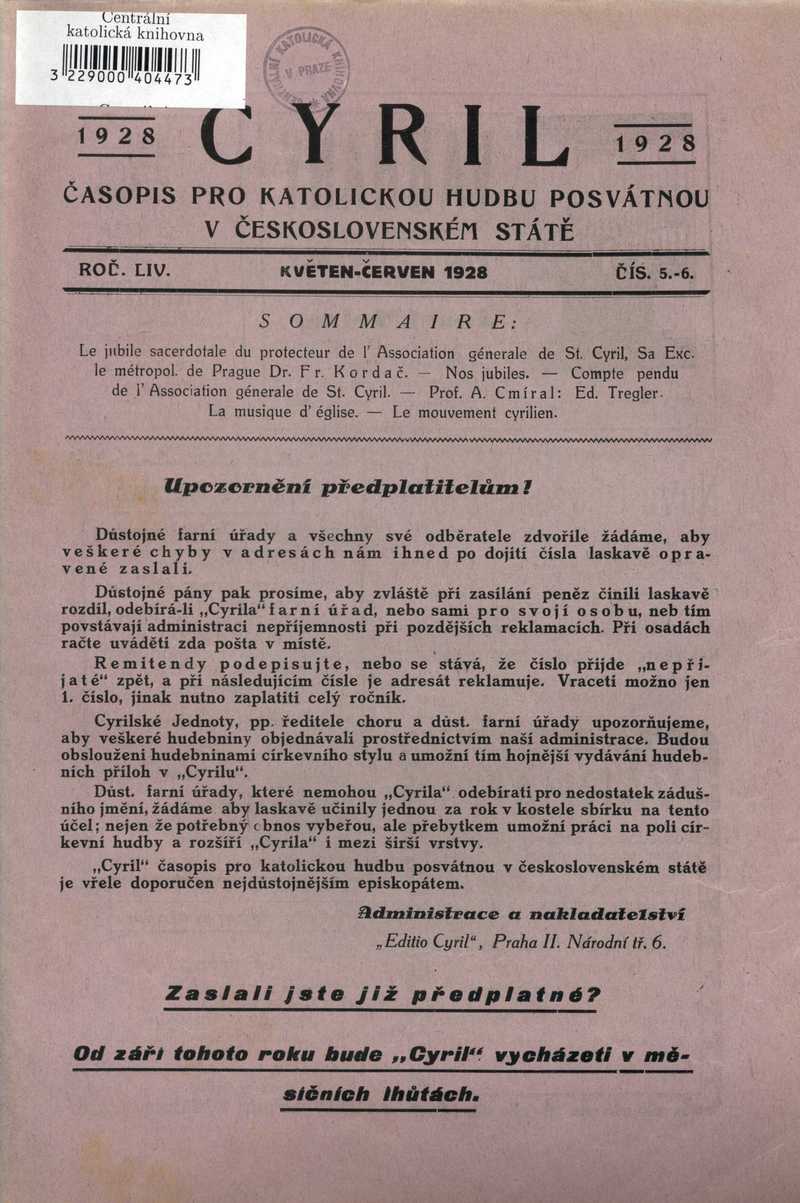 Centrální
katolická knihovna
3 229000 404473
1928 CYRIL 1928
ČASOPIS PRO KATOLICKOU HUDBU POSVÁTNOU
V ČESKOSLOVENSKÉM STÁTĚ
ROČ. LIV. KVĚTEN-ČERVEN 1928 ČÍS. 5.-6.
SOMMAIRE:
Le jubile sacerdotale du protecteur de l' Association génerale de St. Cyril, Sa Exc.
le métropol. de Prague Dr. Fr. Kordač. — Nos jubiles. — Compte pendu
de l' Association génerale de St. Cyril. — Prof. A. Cmíral: Ed. Tregler.
La musique d' église. — Le mouvement cyrilien.
Upozornění předplatitelům!
Důstojné farní úřady a všechny své odběratele zdvořile žádáme, aby
veškeré chyby v adresách nám ihned po dojití čísla laskavě opra-
vené zaslali.
Důstojné pány pak prosíme, aby zvláště při zasílání peněz činili laskavě
rozdíl, odebírá-li „Cyrila“ farní úřad, nebo sami pro svojí osobu, neb tím
povstávají administraci nepříjemnosti při pozdějších reklamacích. Při osadách
račte uváděti zda pošta v místě.
Remitendy podepisujte, nebo se stává, že číslo přijde „nepři-
jaté“ zpět, a při následujícím čísle je adresát reklamuje. Vraceti možno jen
1. číslo, jinak nutno zaplatiti celý ročník.
Cyrilské Jednoty, pp. ředitele choru a důst. farní úřady upozorňujeme,
aby veškeré hudebniny objednávali prostřednictvím naší administrace. Budou
obslouženi hudebninami církevního stylu a umožní tím hojnější vydávání hudeb-
ních příloh v „Cyrilu“.
Důst. farní úřady, které nemohou „Cyrila“ odebírati pro nedostatek záduš-
ního jmění, žádáme aby laskavě učinily jednou za rok v kostele sbírku na tento
účel; nejen že potřebný obnos vybeřou, ale přebytkem umožní práci na poli cír-
kevní hudby a rozšíří „Cyrila“ i mezi širší vrstvy.
„Cyril“ časopis pro katolickou hudbu posvátnou v československém státě
je vřele doporučen nejdůstojnějším episkopátem.
Administrace a nakladatelství
„Editio Cyril“, Praha II. Národní tř. 6.
Zaslali jste již předplatné?
Od září tohoto roku bude „Cyril“ vycházeti v mě-
síčních lhůtách.